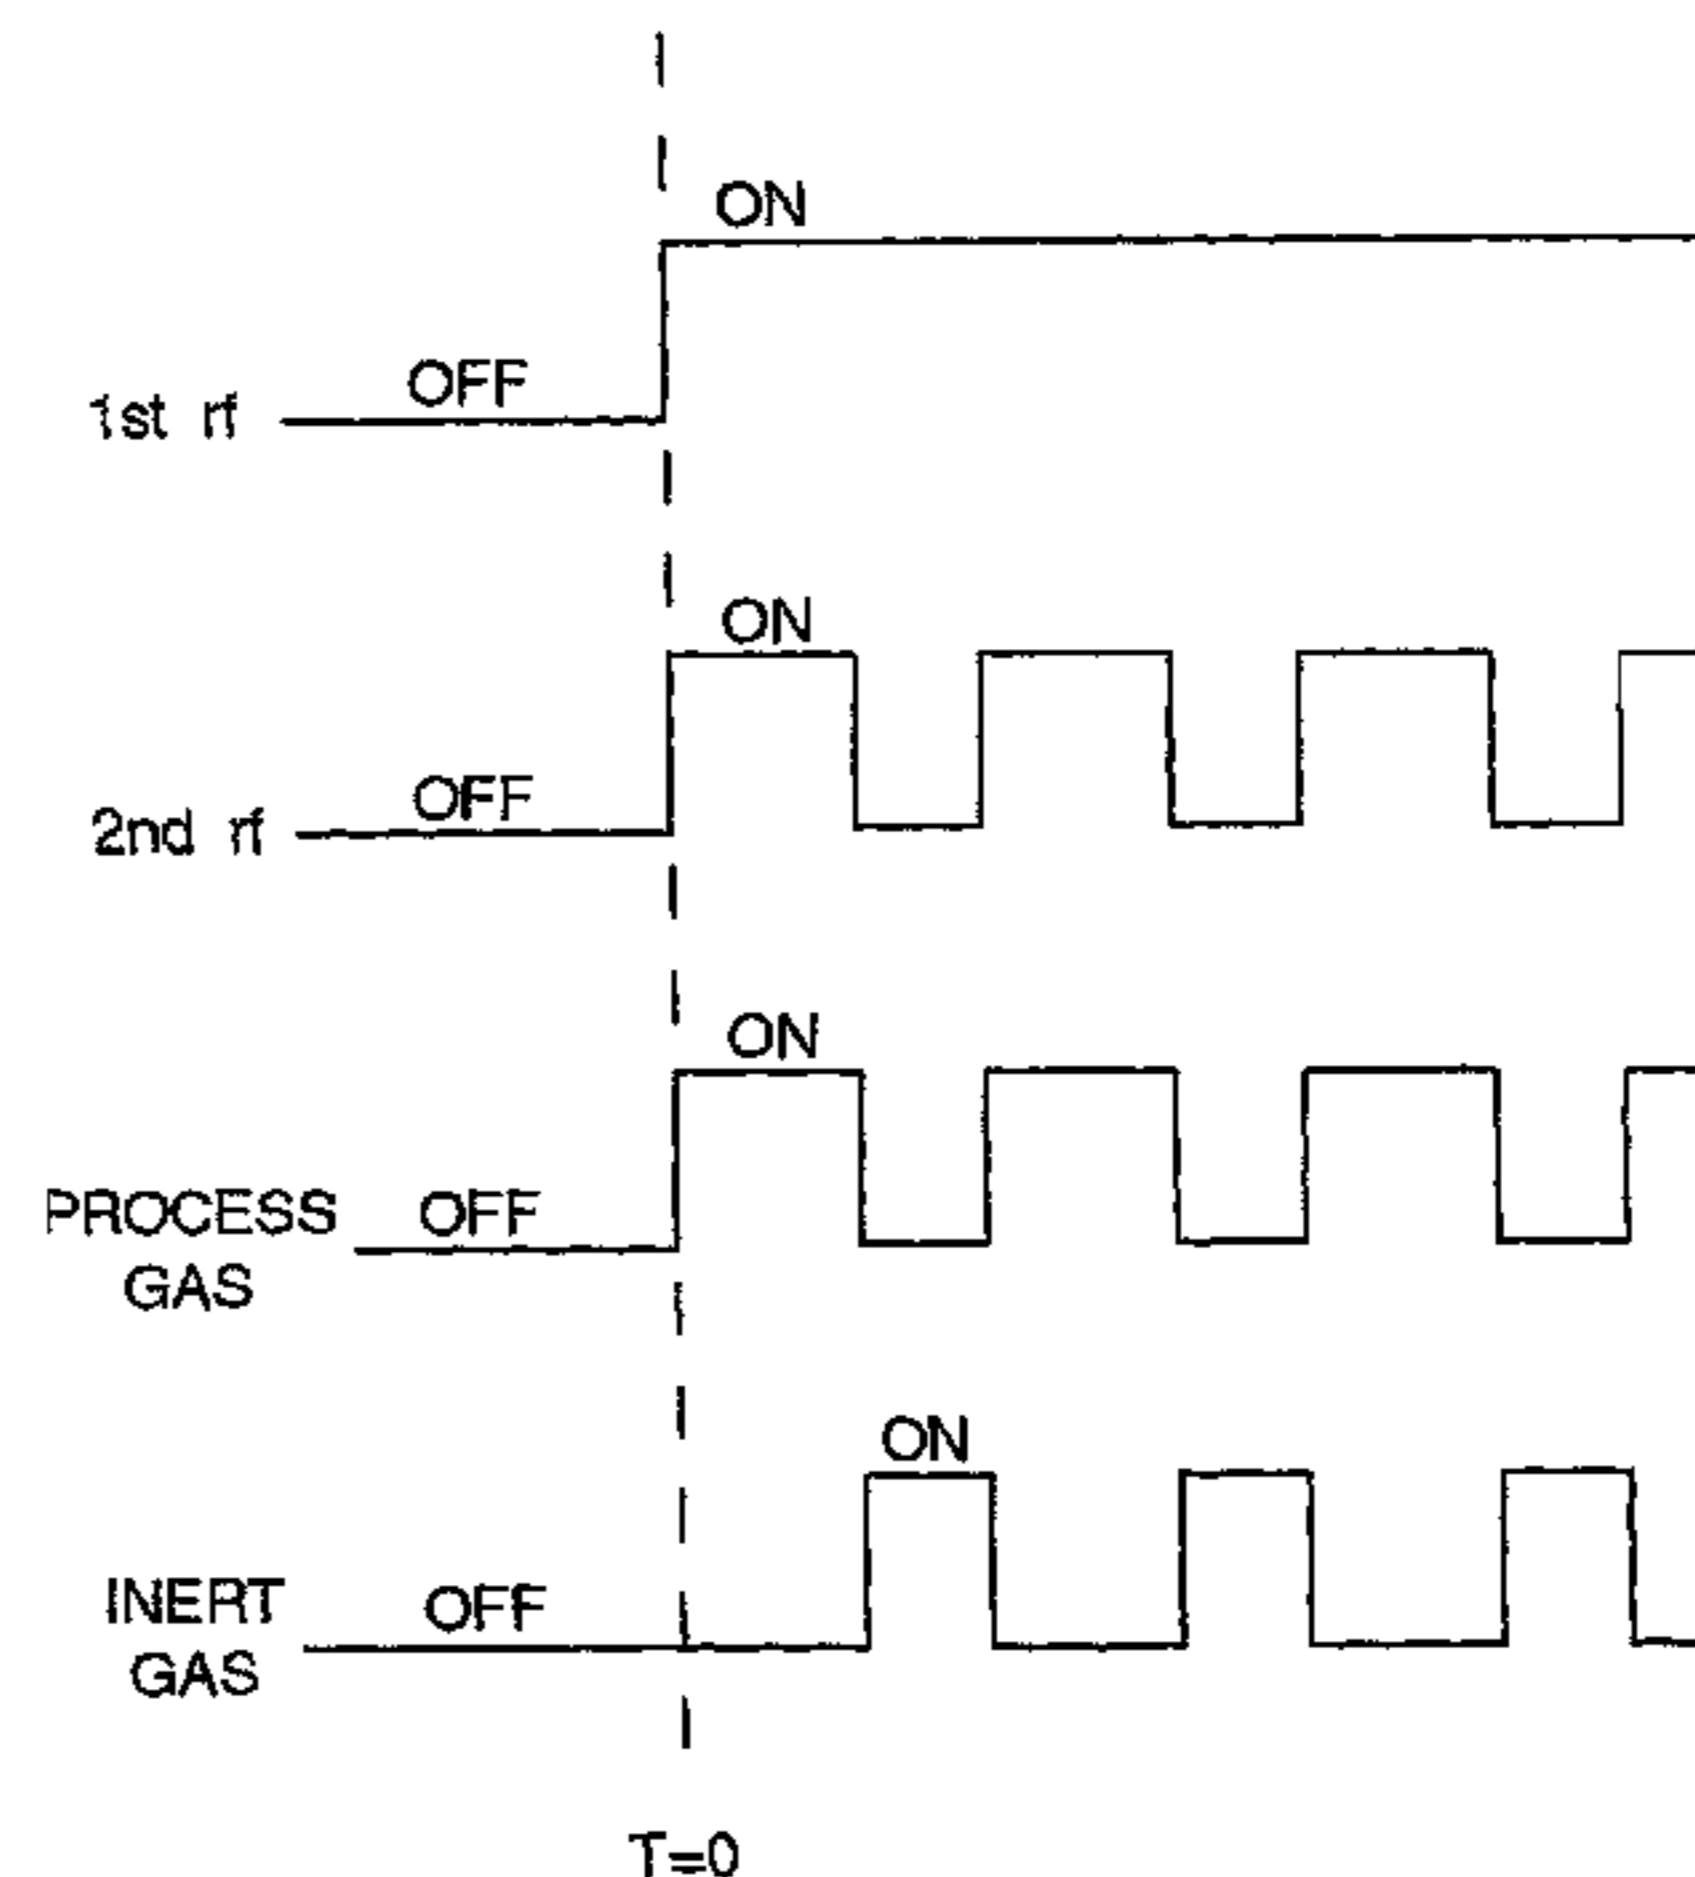 ON
OFF
1st rf
ON
OFF
2nd rf
ON
PROCESS OFF
GAS
ON
INERT OFF
GAS
T=0